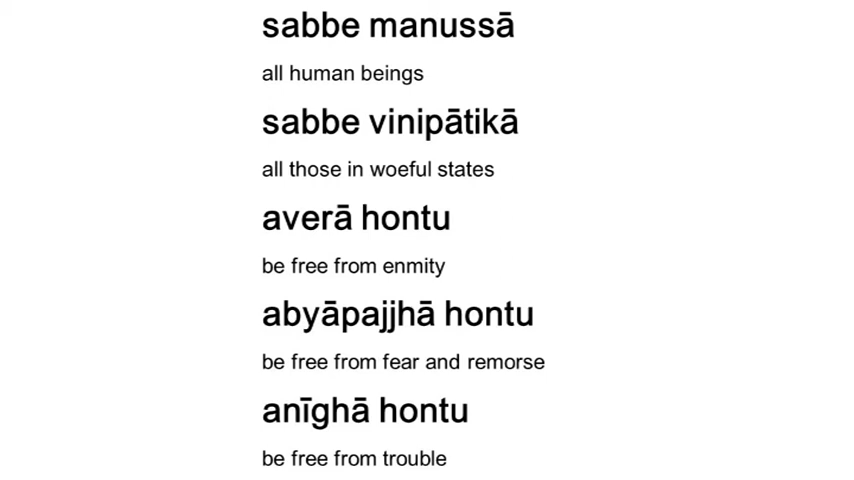 sabbe manussā
all human beings
sabbe vinipātikā
all those in woeful states
averā hontu
be free from enmity
abyāpajjhā hontu
be free from fear and remorse
anīghā hontu
be free from trouble